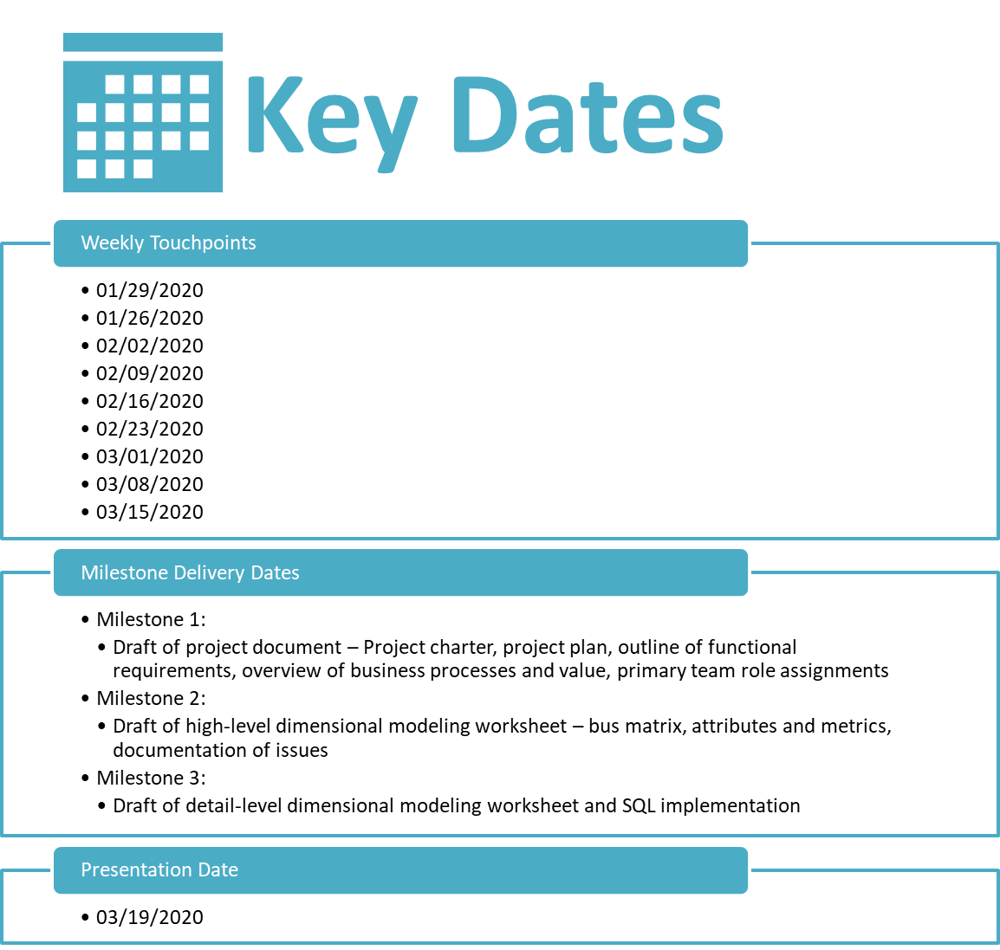 Key Dates
Weekly Touchpoints
• 01/29/2020
• 01/26/2020
• 02/02/2020
• 02/09/2020
• 02/16/2020
• 02/23/2020
• 03/01/2020
• 03/08/2020
• 03/15/2020
Milestone Delivery Dates
• Milestone 1:
• Draft of project document – Project charter, project plan, outline of functional
requirements, overview of business processes and value, primary team role assignments
• Milestone 2:
• Draft of high-level dimensional modeling worksheet – bus matrix, attributes and metrics,
documentation of issues
• Milestone 3:
• Draft of detail-level dimensional modeling worksheet and SQL implementation
Presentation Date
• 03/19/2020